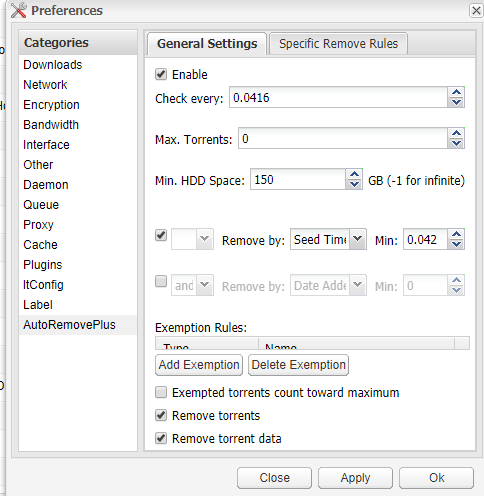 Preferences
Categories
Downloads
Network
Encryption
Bandwidth
Interface
Other
Daemon
Queue
Proxy
Cache
Plugins
ltConfig
Label
AutoRemovePlus
General Settings
Specific Remove Rules
Enable
Check every: 0.0416
Max. Torrents: 0
Min. HDD Space: 150 GB (-1 for infinite)
Remove by: Seed Time Min: 0.042
and Remove by: Date Adde Min: 0
Exemption Rules:
Type Name
Add Exemption Delete Exemption
Exempted torrents count toward maximum
Remove torrents
Remove torrent data
Close Apply Ok